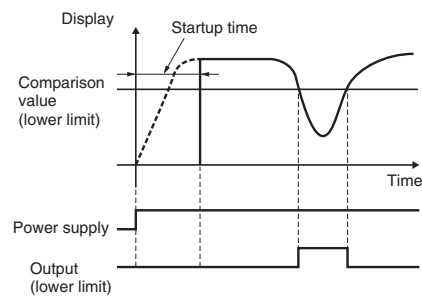 Display
Startup time
Comparison
value
(lower limit)
Time
Power supply
Output
(lower limit)